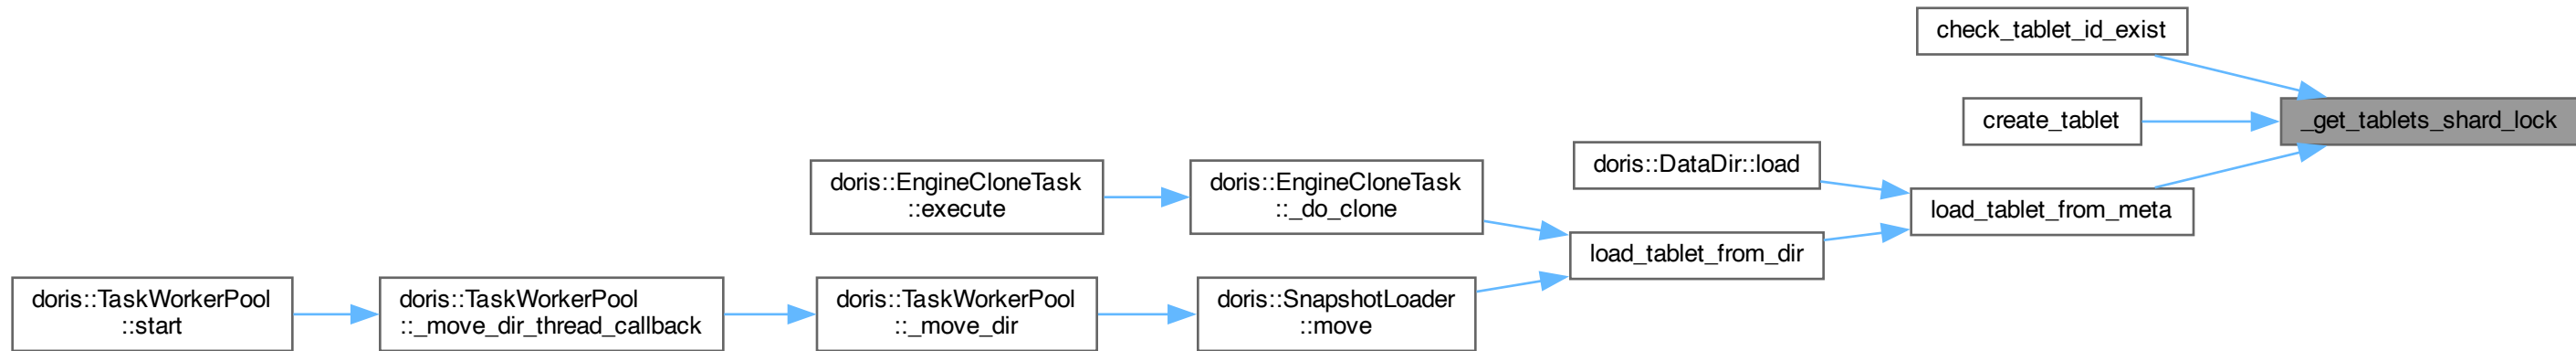 check_tablet_id_exist
create_tablet
_get_tablets_shard_lock
doris::DataDir::load
doris::EngineCloneTask
::execute
doris::EngineCloneTask
::_do_clone
load_tablet_from_meta
load_tablet_from_dir
doris::TaskWorkerPool
::start
doris::TaskWorkerPool
::_move_dir_thread_callback
doris::TaskWorkerPool
::_move_dir
doris::SnapshotLoader
::move